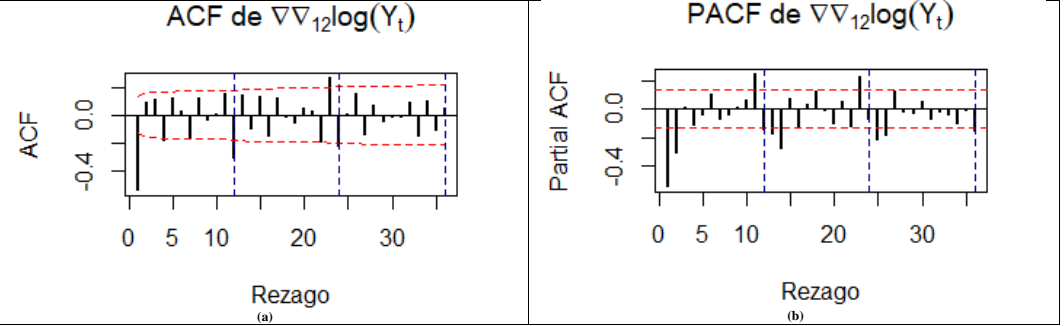 ACF de ∇∇₁₂log(Yₜ)
ACF
0.0
-0.4
0 5 10 20 30
Rezago
(a)
PACF de ∇∇₁₂log(Yₜ)
Partial ACF
0.0
-0.4
0 5 10 20 30
Rezago
(b)